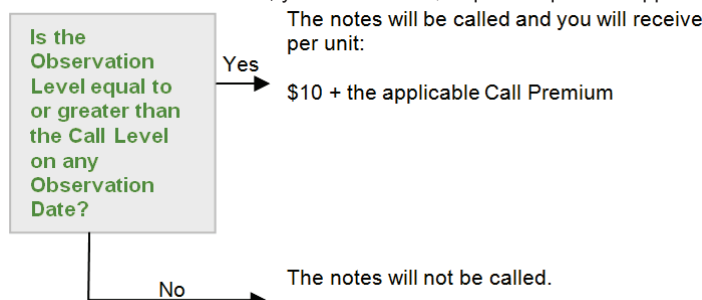 The notes will be called and you will receive
per unit:
$10 + the applicable Call Premium
Is the
Observation
Level equal to
or greater than
the Call Level
on any
Observation
Date?
Yes
No
The notes will not be called.